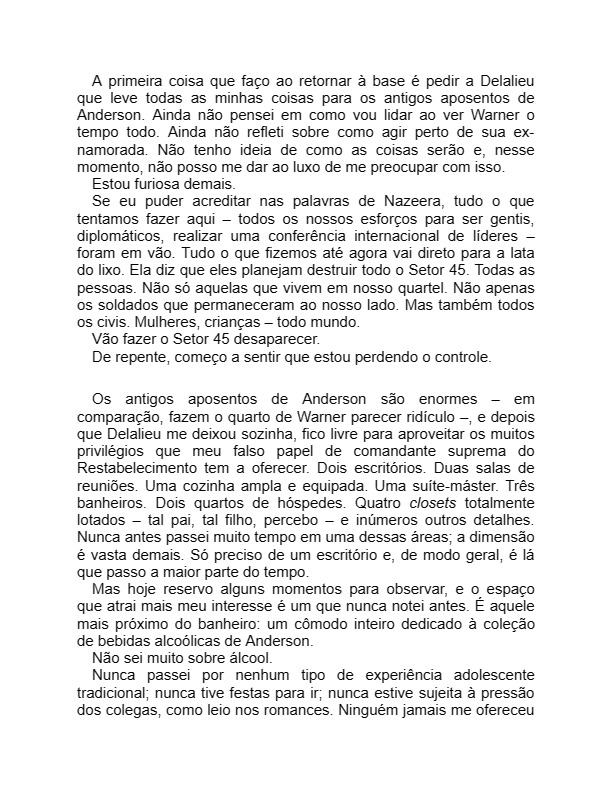 A primeira coisa que faço ao retornar à base é pedir a Delalieu
que leve todas as minhas coisas para os antigos aposentos de
Anderson. Ainda não pensei em como vou lidar ao ver Warner o
tempo todo. Ainda não refleti sobre como agir perto de sua ex-
namorada. Não tenho ideia de como as coisas serão e, nesse
momento, não posso me dar ao luxo de me preocupar com isso.
Estou furiosa demais.
Se eu puder acreditar nas palavras de Nazeera, tudo o que
tentamos fazer aqui – todos os nossos esforços para ser gentis,
diplomáticos, realizar uma conferência internacional de líderes –
foram em vão. Tudo o que fizemos até agora vai direto para a lata
do lixo. Ela diz que eles planejam destruir todo o Setor 45. Todas as
pessoas. Não só aquelas que vivem em nosso quartel. Não apenas
os soldados que permaneceram ao nosso lado. Mas também todos
os civis. Mulheres, crianças – todo mundo.
Vão fazer o Setor 45 desaparecer.
De repente, começo a sentir que estou perdendo o controle.
Os antigos aposentos de Anderson são enormes – em
comparação, fazem o quarto de Warner parecer ridículo –, e depois
que Delalieu me deixou sozinha, fico livre para aproveitar os muitos
privilégios que meu falso papel de comandante suprema do
Restabelecimento tem a oferecer. Dois escritórios. Duas salas de
reuniões. Uma cozinha ampla e equipada. Uma suíte-máster. Três
banheiros. Dois quartos de hóspedes. Quatro closets totalmente
lotados – tal pai, tal filho, percebo – e inúmeros outros detalhes.
Nunca antes passei muito tempo em uma dessas áreas; a dimensão
é vasta demais. Só preciso de um escritório e, de modo geral, é lá
que passo a maior parte do tempo.
Mas hoje reservo alguns momentos para observar, e o espaço
que atrai mais meu interesse é um que nunca notei antes. É aquele
mais próximo do banheiro: um cômodo inteiro dedicado à coleção
de bebidas alcoólicas de Anderson.
Não sei muito sobre álcool.
Nunca passei por nenhum tipo de experiência adolescente
tradicional; nunca tive festas para ir; nunca estive sujeita à pressão
dos colegas, como leio nos romances. Ninguém jamais me ofereceu